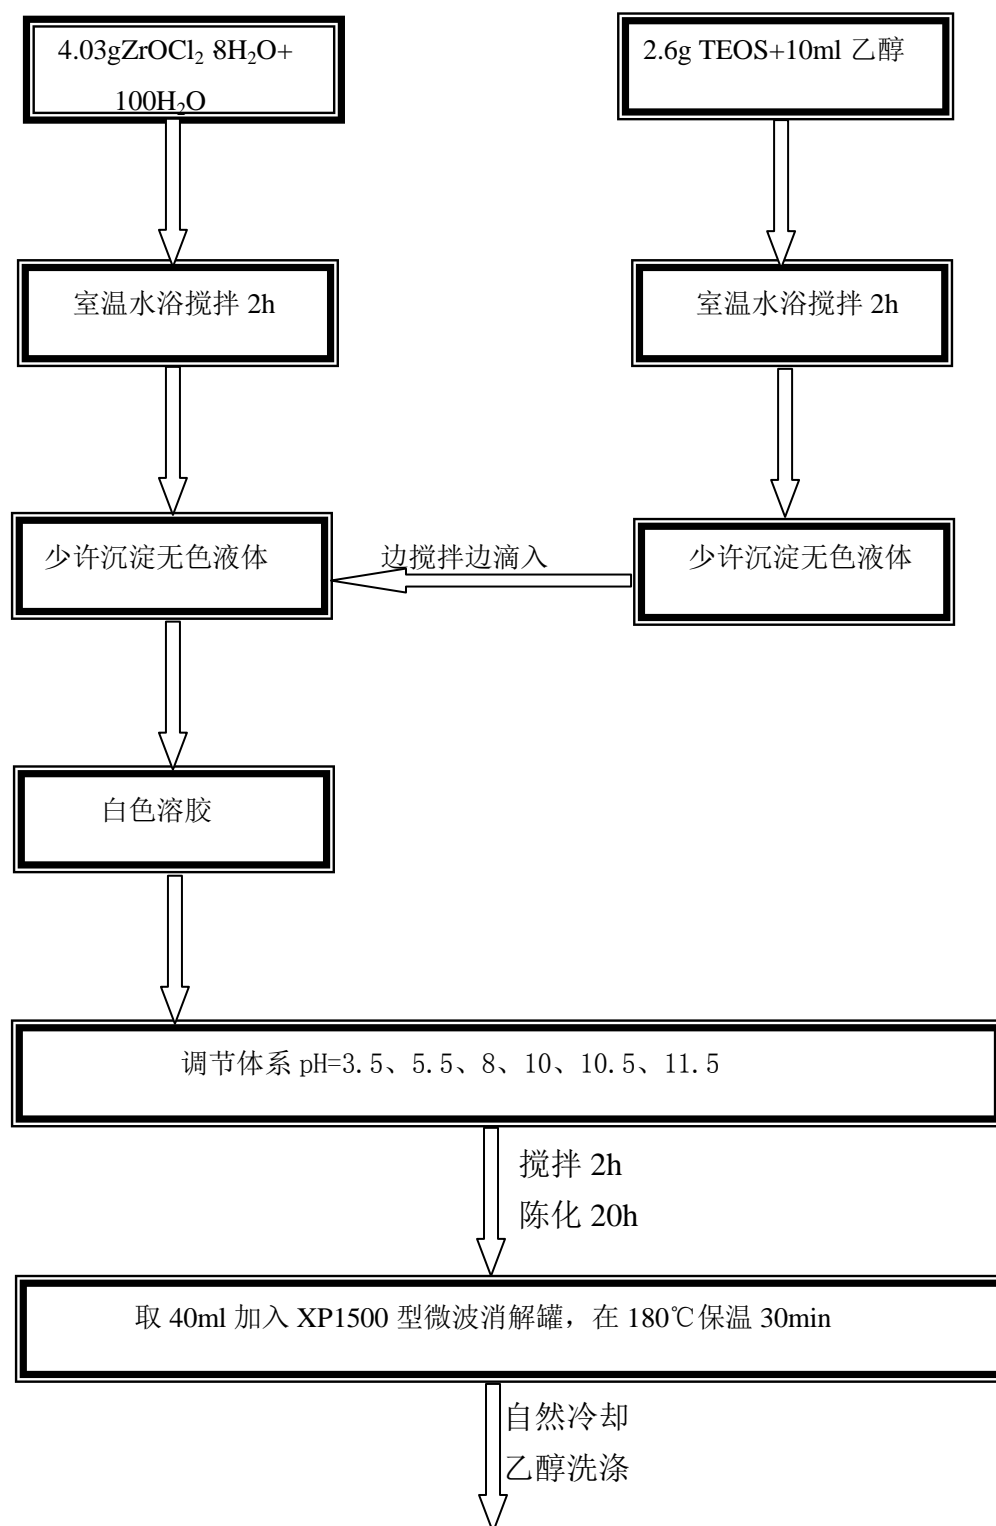 4.03gZrOCl₂ 8H₂O+
100H₂O
2.6g TEOS+10ml 乙醇
室温水浴搅拌 2h
室温水浴搅拌 2h
少许沉淀无色液体
边搅拌边滴入
少许沉淀无色液体
白色溶胶
调节体系 pH=3.5、5.5、8、10、10.5、11.5
搅拌 2h
陈化 20h
取 40ml 加入 XP1500 型微波消解罐，在 180℃保温 30min
自然冷却
乙醇洗涤